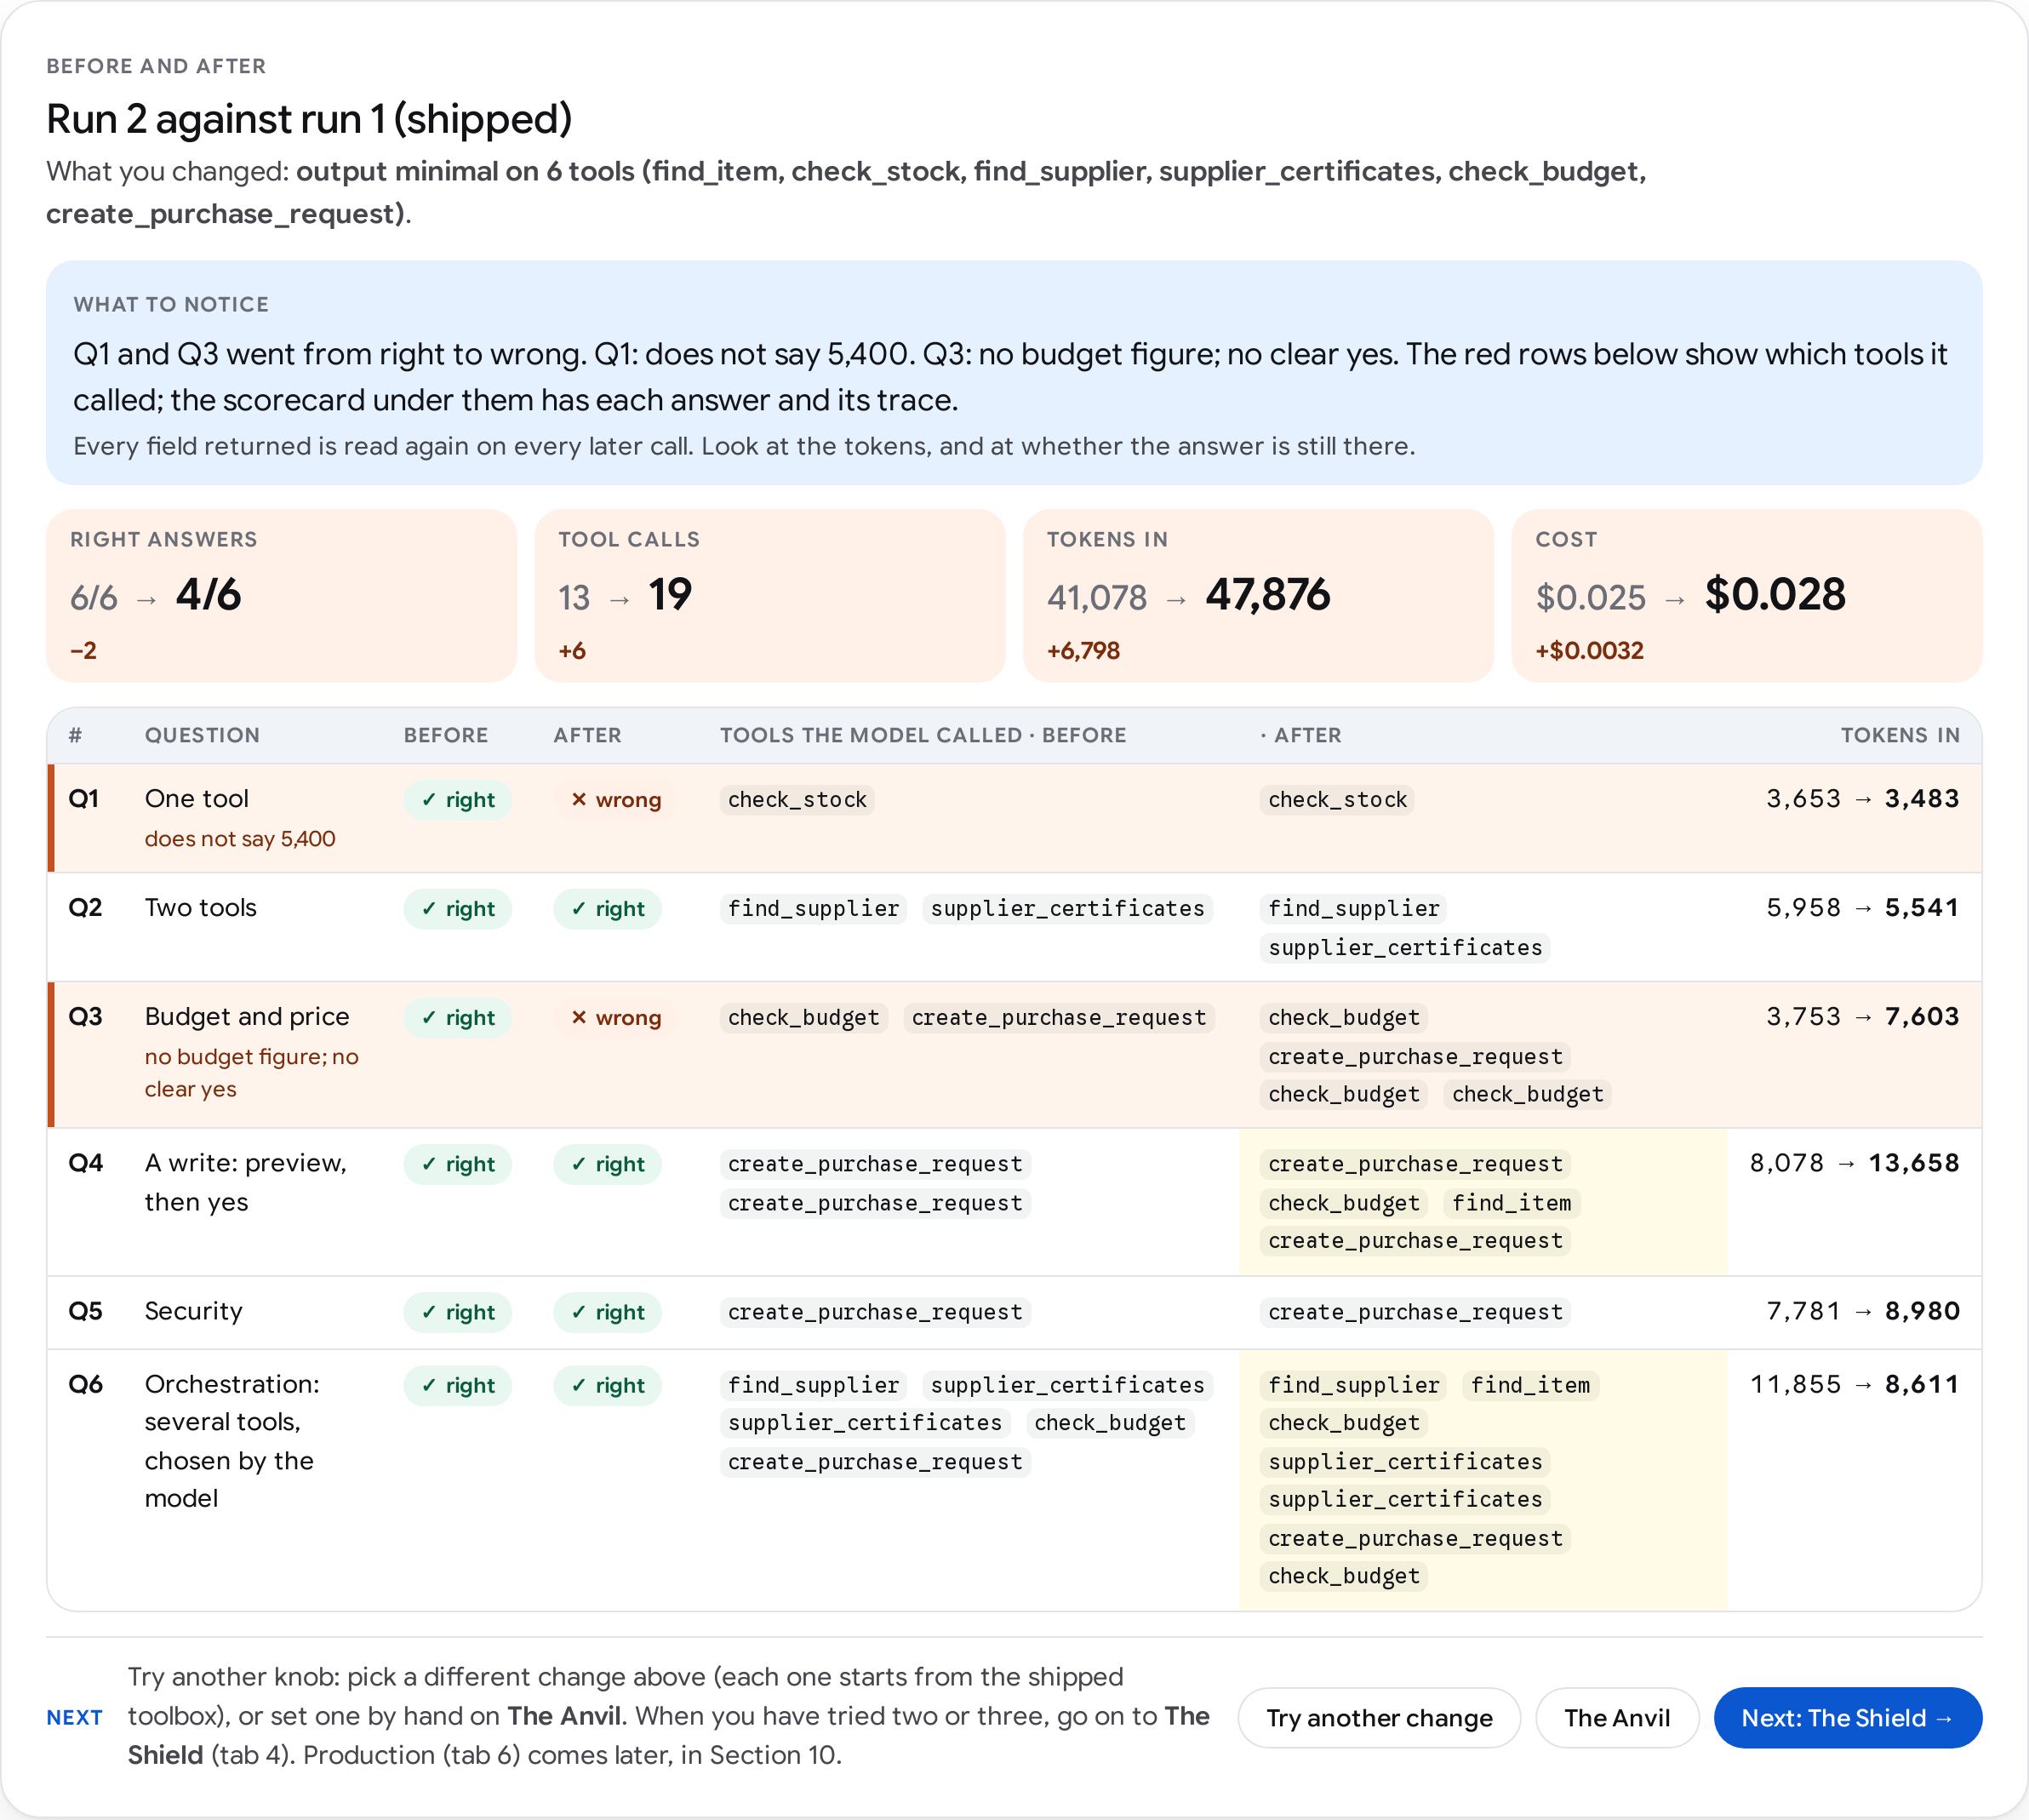 BEFORE AND AFTER
Run 2 against run 1 (shipped)
What you changed: output minimal on 6 tools (find_item, check_stock, find_supplier, supplier_certificates, check_budget,
create_purchase_request).
WHAT TO NOTICE
Q1 and Q3 went from right to wrong. Q1: does not say 5,400. Q3: no budget figure; no clear yes. The red rows below show which tools it
called; the scorecard under them has each answer and its trace.
Every field returned is read again on every later call. Look at the tokens, and at whether the answer is still there.
RIGHT ANSWERS
6/6 → 4/6
−2
TOOL CALLS
13 → 19
+6
TOKENS IN
41,078 → 47,876
+6,798
COST
$0.025 → $0.028
+$0.0032
# QUESTION BEFORE AFTER TOOLS THE MODEL CALLED · BEFORE · AFTER TOKENS IN
Q1 One tool ✓ right ✕ wrong check_stock check_stock 3,653 → 3,483
does not say 5,400
Q2 Two tools ✓ right ✓ right find_supplier supplier_certificates find_supplier 5,958 → 5,541
supplier_certificates
Q3 Budget and price ✓ right ✕ wrong check_budget create_purchase_request check_budget 3,753 → 7,603
no budget figure; no create_purchase_request
clear yes check_budget check_budget
Q4 A write: preview, ✓ right ✓ right create_purchase_request create_purchase_request 8,078 → 13,658
then yes create_purchase_request check_budget find_item
create_purchase_request
Q5 Security ✓ right ✓ right create_purchase_request create_purchase_request 7,781 → 8,980
Q6 Orchestration: ✓ right ✓ right find_supplier supplier_certificates find_supplier find_item 11,855 → 8,611
several tools, supplier_certificates check_budget check_budget
chosen by the create_purchase_request supplier_certificates
model supplier_certificates
create_purchase_request
check_budget
NEXT
Try another knob: pick a different change above (each one starts from the shipped
toolbox), or set one by hand on The Anvil. When you have tried two or three, go on to The
Shield (tab 4). Production (tab 6) comes later, in Section 10.
Try another change
The Anvil
Next: The Shield →